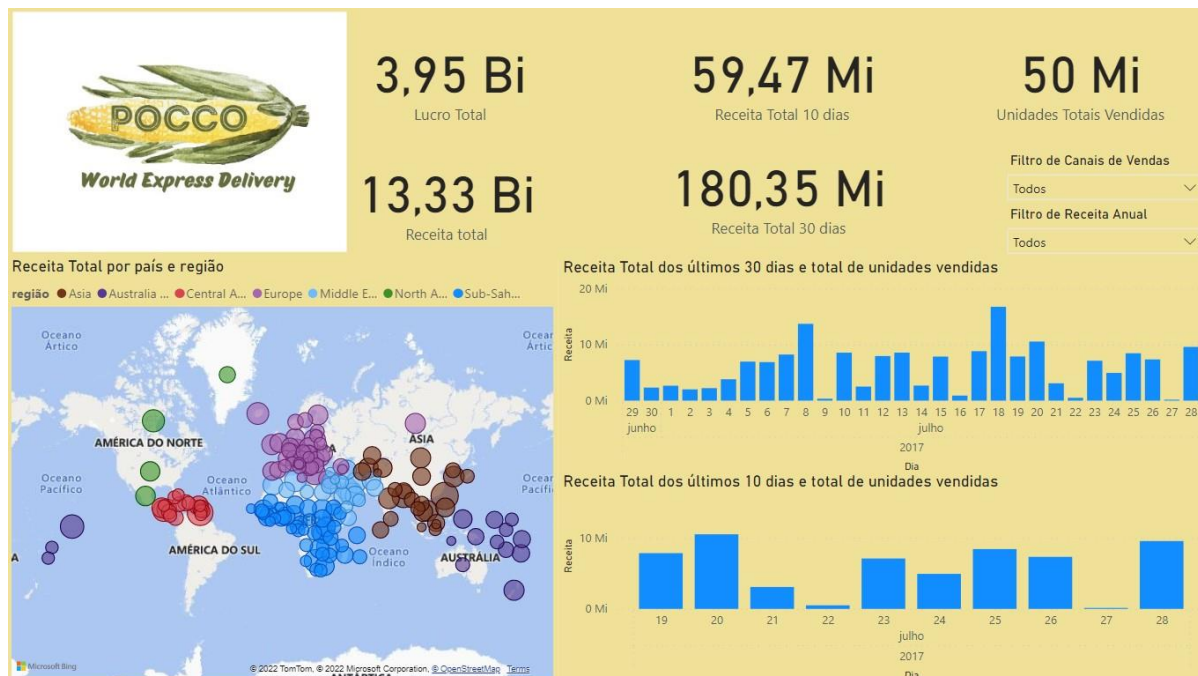 POCCO
World Express Delivery
3,95 Bi
Lucro Total
59,47 Mi
Receita Total 10 dias
50 Mi
Unidades Totais Vendidas
13,33 Bi
Receita total
180,35 Mi
Receita Total 30 dias
Filtro de Canais de Vendas
Todos
Filtro de Receita Anual
Todos
Receita Total por país e região
região Asia Australia ... Central A... Europe Middle E... North A... Sub-Sah...
Oceano
Ártico
AMÉRICA DO NORTE
ÁSIA
Oceano
Pacífico
Oceano
Atlântico
AMÉRICA DO SUL
Oceano
Índico
AUSTRÁLIA
Microsoft Bing
© 2022 TomTom, © 2022 Microsoft Corporation, © OpenStreetMap Terms
Receita Total dos últimos 30 dias e total de unidades vendidas
20 Mi
10 Mi
0 Mi
Receita
29 30 1 2 3 4 5 6 7 8 9 10 11 12 13 14 15 16 17 18 19 20 21 22 23 24 25 26 27 28
junho julho
2017
Dia
Receita Total dos últimos 10 dias e total de unidades vendidas
10 Mi
0 Mi
Receita
19 20 21 22 23 24 25 26 27 28
julho
2017
Dia